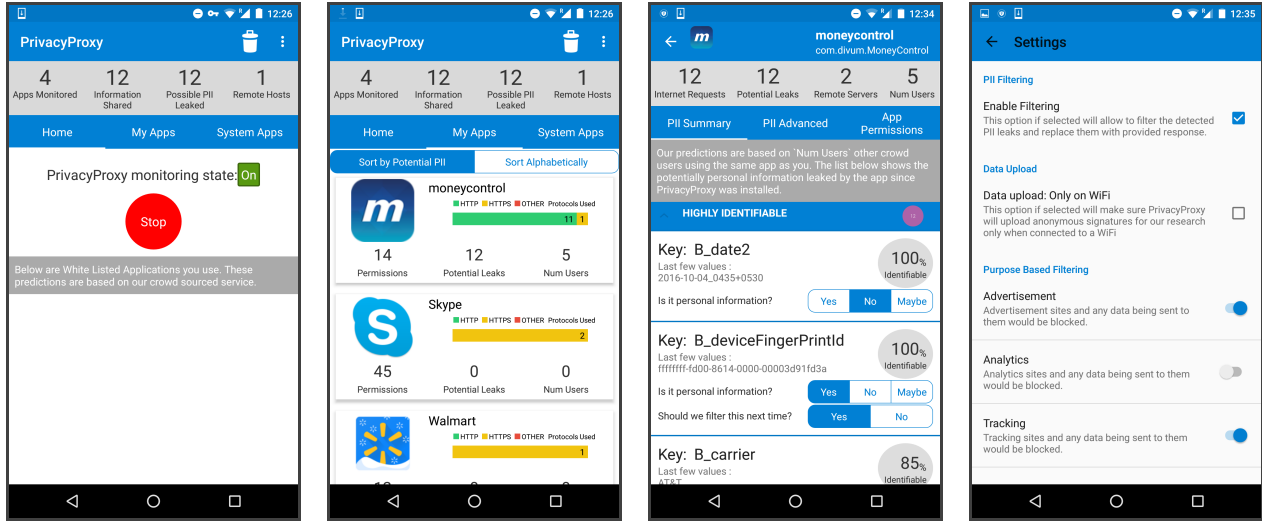 12:26
PrivacyProxy
4
Apps Monitored
12
Information
Shared
12
Possible PII
Leaked
1
Remote Hosts
Home
My Apps
System Apps
PrivacyProxy monitoring state: On
Stop
Below are White Listed Applications you use. These
predictions are based on our crowd sourced service.
12:26
PrivacyProxy
4
Apps Monitored
12
Information
Shared
12
Possible PII
Leaked
1
Remote Hosts
Home
My Apps
System Apps
Sort by Potential PII
Sort Alphabetically
m
moneycontrol
HTTP HTTPS OTHER Protocols Used
11 1
14
Permissions
12
Potential Leaks
5
Num Users
S
Skype
HTTP HTTPS OTHER Protocols Used
2
45
Permissions
0
Potential Leaks
0
Num Users
Walmart
HTTP HTTPS OTHER Protocols Used
1
R 12:34
m
moneycontrol
com.divum.MoneyControl
12
Internet Requests
12
Potential Leaks
2
Remote Servers
5
Num Users
PII Summary
PII Advanced
App
Permissions
Our predictions are based on `Num Users` other crowd
users using the same app as you. The list below shows the
potentially personal information leaked by the app since
PrivacyProxy was installed.
HIGHLY IDENTIFIABLE
12
Key: B_date2
Last few values :
2016-10-04_0435+0530
100%
Identifiable
Is it personal information?
Yes No Maybe
Key: B_deviceFingerPrintId
Last few values :
ffffffff-fd00-8614-0000-00003d91fd3a
100%
Identifiable
Is it personal information?
Yes No Maybe
Should we filter this next time?
Yes No
Key: B_carrier
Last few values :
AT&T
85%
Identifiable
R 12:35
Settings
PII Filtering
Enable Filtering
This option if selected will allow to filter the detected
PII leaks and replace them with provided response.
Data Upload
Data upload: Only on WiFi
This option if selected will make sure PrivacyProxy
will upload anonymous signatures for our research
only when connected to a WiFi
Purpose Based Filtering
Advertisement
Advertisement sites and any data being sent to
them would be blocked.
Analytics
Analytics sites and any data being sent to them
would be blocked.
Tracking
Tracking sites and any data being sent to them
would be blocked.